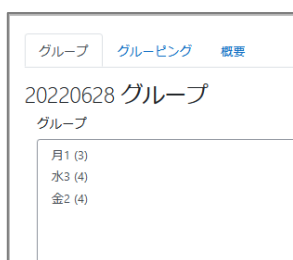 グループ グルーピング 概要
20220628 グループ
グループ
月1 (3)
水3 (4)
金2 (4)